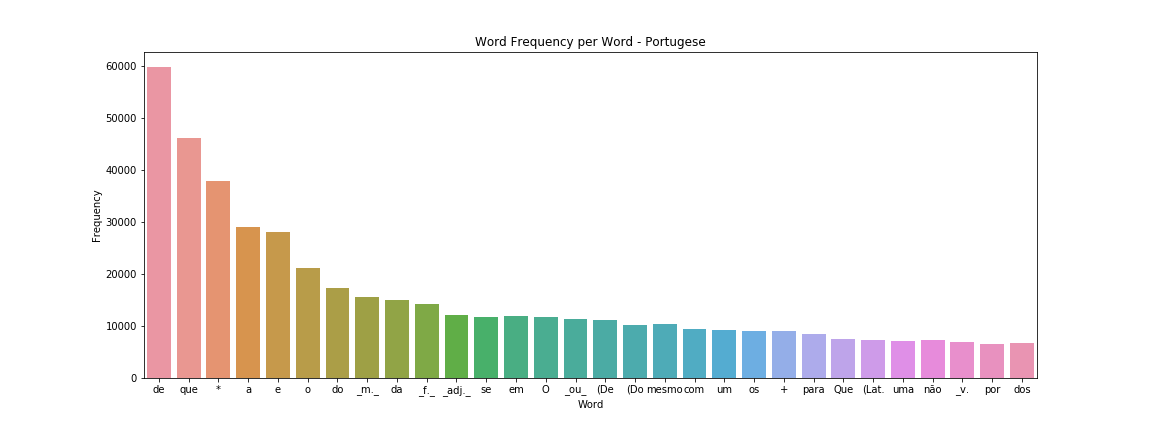 Word Frequency per Word - Portugese
60000
50000
40000
30000
20000
10000
0
Frequency
de que * a e o do _m._ da _f._ _adj._ se em O _ou_ (De (Do mesmo com um os + para Que (Lat. uma não _v. por dos
Word